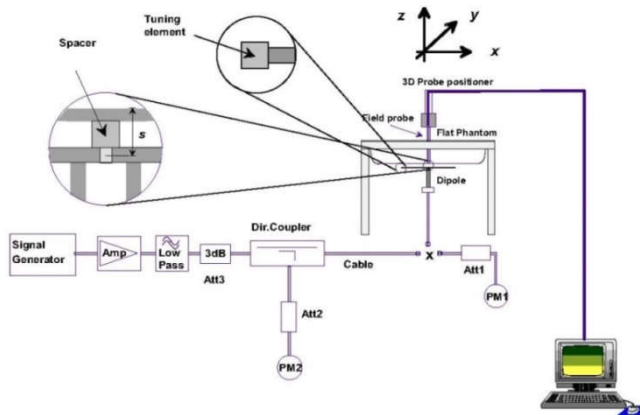 z
y
x
Tuning
element
Spacer
s
3D Probe positioner
Field probe
Flat Phantom
Dipole
Signal
Generator
Amp
Low
Pass
3dB
Att3
Dir.Coupler
Cable
x
Att1
PM1
Att2
PM2